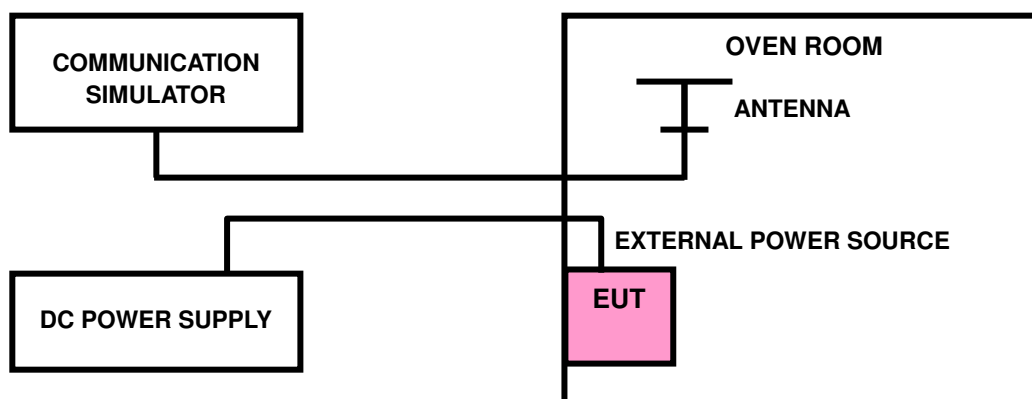 COMMUNICATION
SIMULATOR
OVEN ROOM
ANTENNA
EXTERNAL POWER SOURCE
DC POWER SUPPLY
EUT